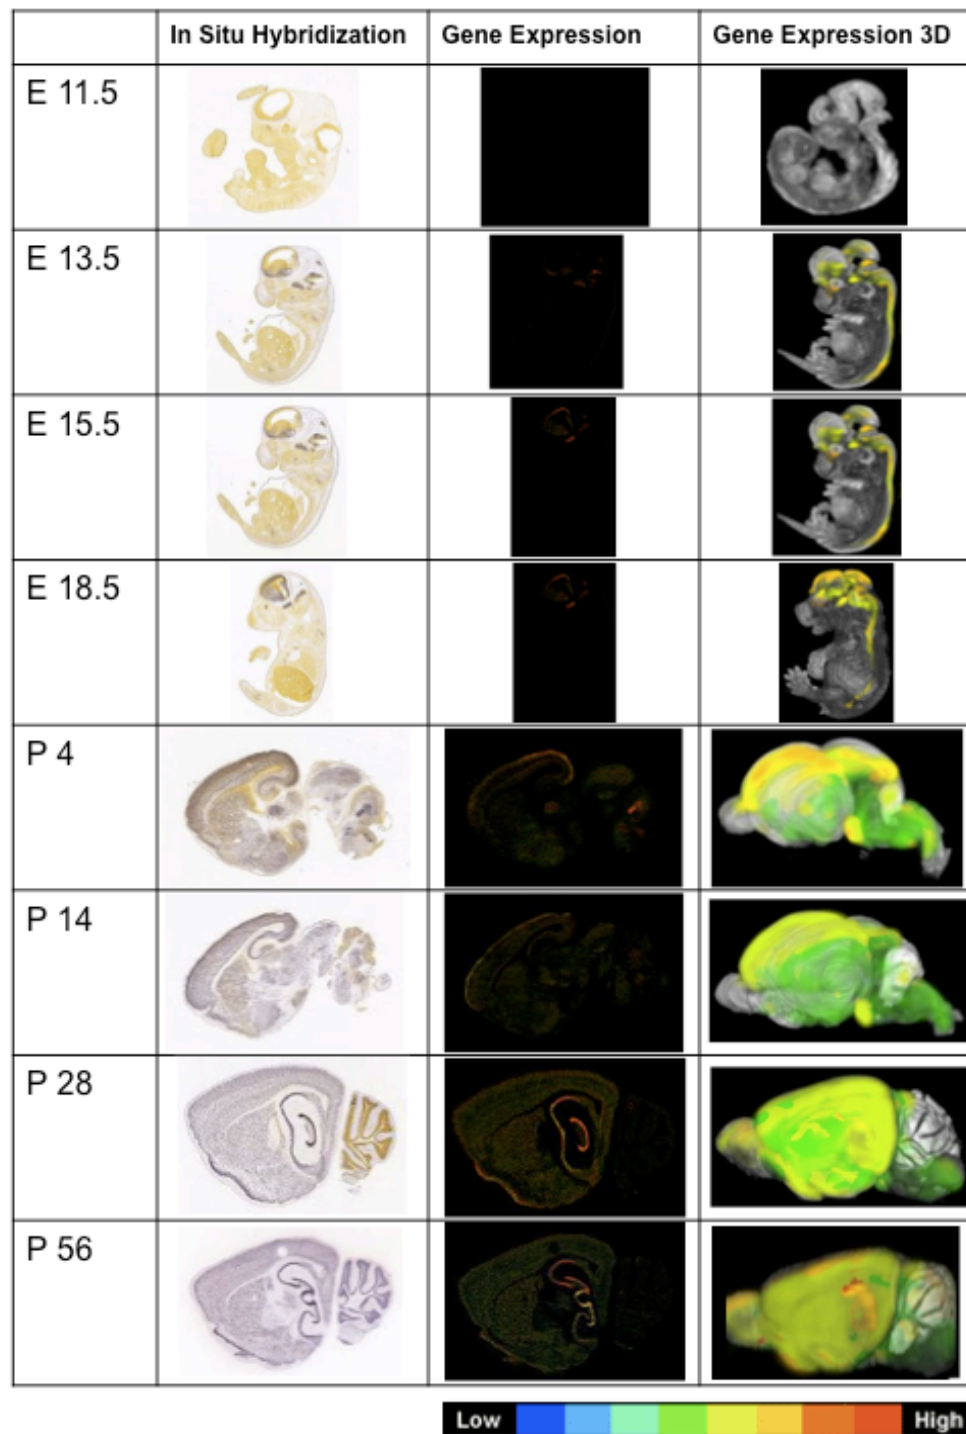 In Situ Hybridization Gene Expression Gene Expression 3D
E 11.5
E 13.5
E 15.5
E 18.5
P 4
P 14
P 28
P 56
Low High